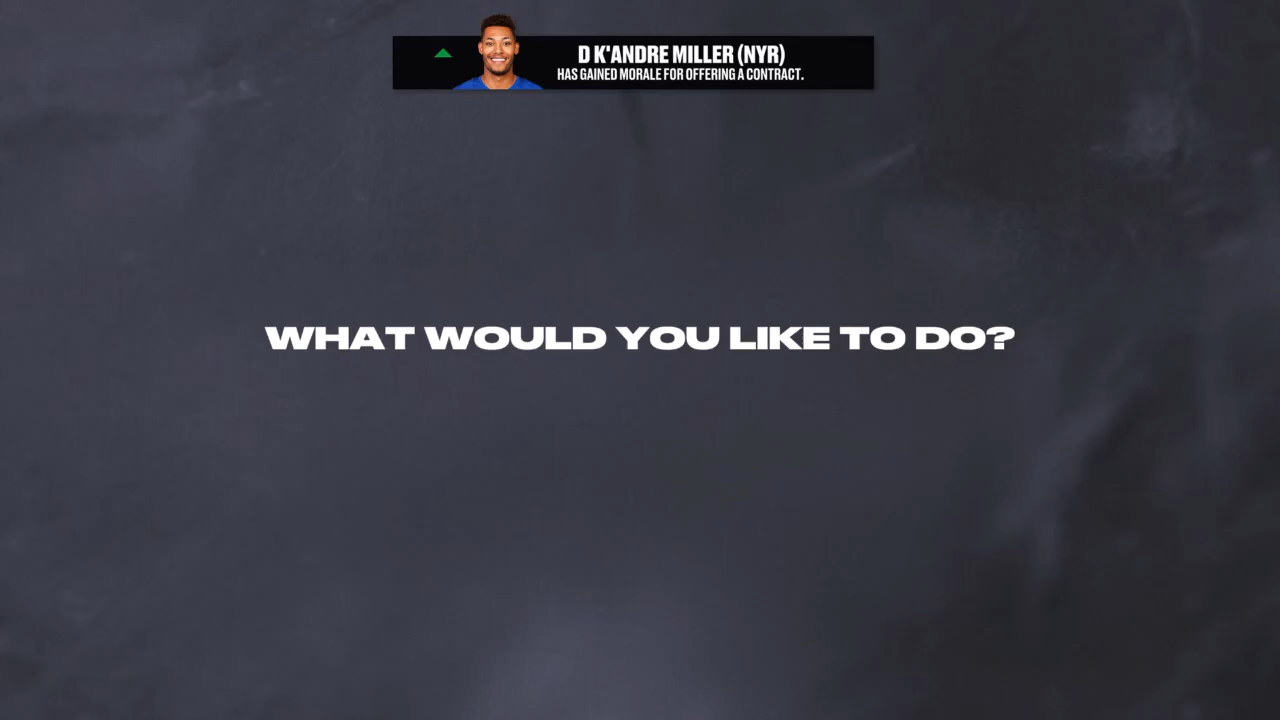 D K'ANDRE MILLER (NYR)
HAS GAINED MORALE FOR OFFERING A CONTRACT.
WHAT WOULD YOU LIKE TO DO?